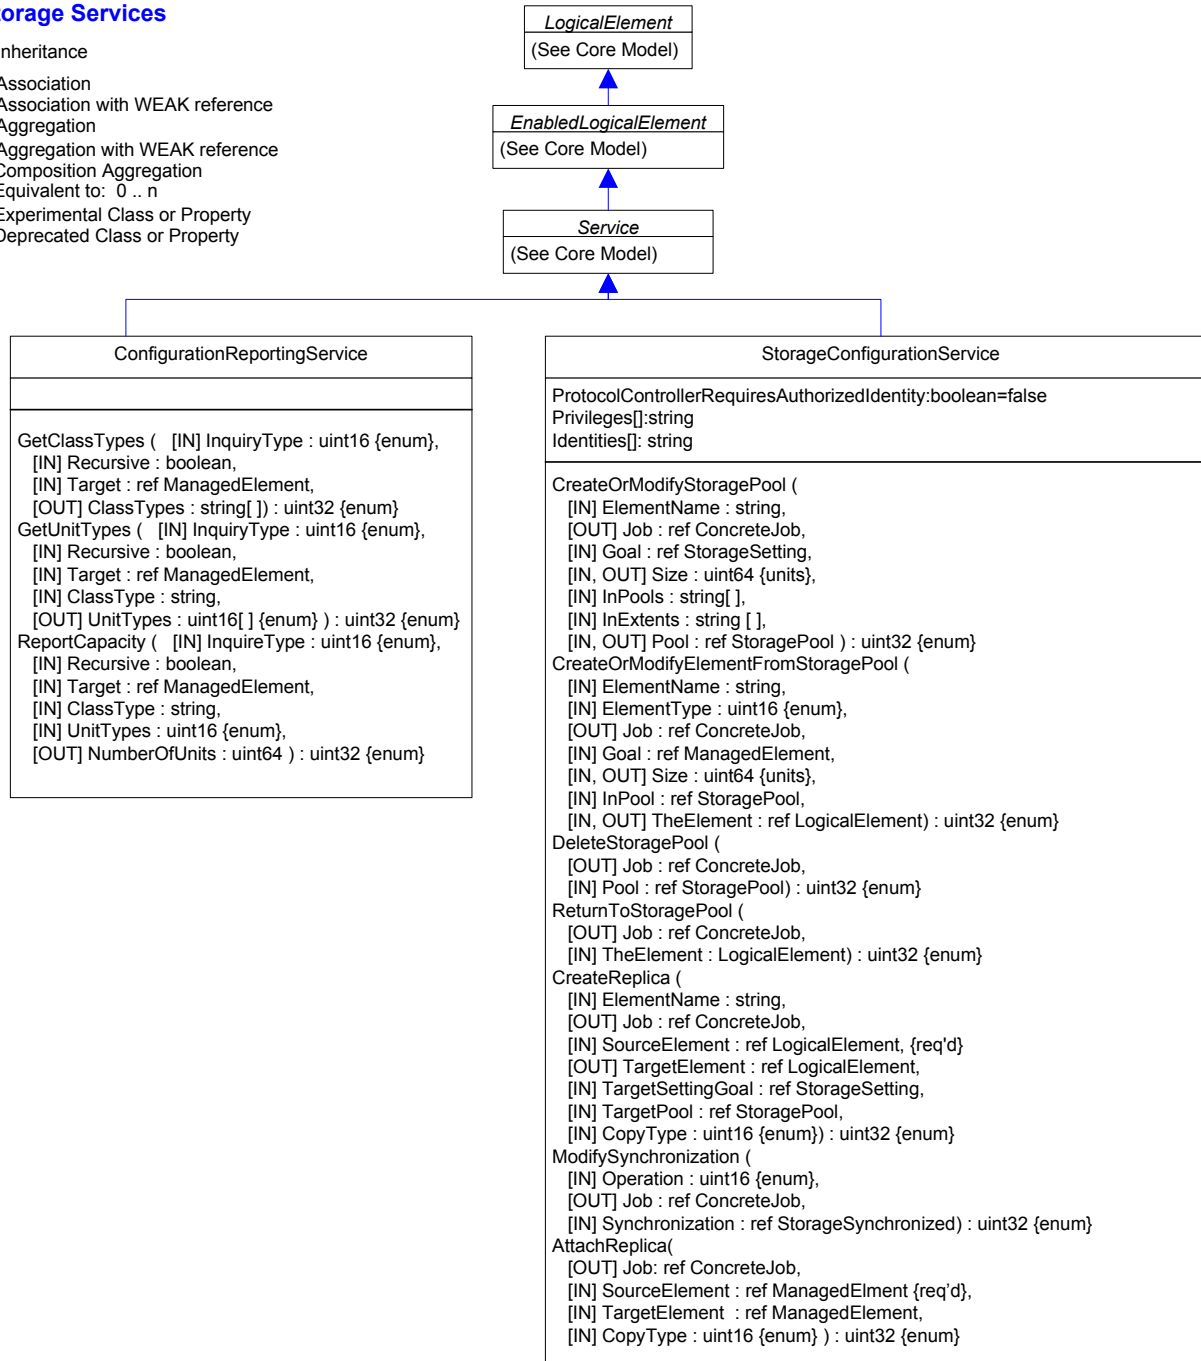 torage Services
nheritance
Association
Association with WEAK reference
Aggregation
Aggregation with WEAK reference
Composition Aggregation
Equivalent to: 0 .. n
Experimental Class or Property
Deprecated Class or Property
LogicalElement
(See Core Model)
EnabledLogicalElement
(See Core Model)
Service
(See Core Model)
ConfigurationReportingService
GetClassTypes ( [IN] InquiryType : uint16 {enum},
[IN] Recursive : boolean,
[IN] Target : ref ManagedElement,
[OUT] ClassTypes : string[ ]) : uint32 {enum}
GetUnitTypes ( [IN] InquiryType : uint16 {enum},
[IN] Recursive : boolean,
[IN] Target : ref ManagedElement,
[IN] ClassType : string,
[OUT] UnitTypes : uint16[ ] {enum} ) : uint32 {enum}
ReportCapacity ( [IN] InquireType : uint16 {enum},
[IN] Recursive : boolean,
[IN] Target : ref ManagedElement,
[IN] ClassType : string,
[IN] UnitTypes : uint16 {enum},
[OUT] NumberOfUnits : uint64 ) : uint32 {enum}
StorageConfigurationService
ProtocolControllerRequiresAuthorizedIdentity:boolean=false
Privileges[]:string
Identities[]: string
CreateOrModifyStoragePool (
[IN] ElementName : string,
[OUT] Job : ref ConcreteJob,
[IN] Goal : ref StorageSetting,
[IN, OUT] Size : uint64 {units},
[IN] InPools : string[ ],
[IN] InExtents : string [ ],
[IN, OUT] Pool : ref StoragePool ) : uint32 {enum}
CreateOrModifyElementFromStoragePool (
[IN] ElementName : string,
[IN] ElementType : uint16 {enum},
[OUT] Job : ref ConcreteJob,
[IN] Goal : ref ManagedElement,
[IN, OUT] Size : uint64 {units},
[IN] InPool : ref StoragePool,
[IN, OUT] TheElement : ref LogicalElement) : uint32 {enum}
DeleteStoragePool (
[OUT] Job : ref ConcreteJob,
[IN] Pool : ref StoragePool) : uint32 {enum}
ReturnToStoragePool (
[OUT] Job : ref ConcreteJob,
[IN] TheElement : LogicalElement) : uint32 {enum}
CreateReplica (
[IN] ElementName : string,
[OUT] Job : ref ConcreteJob,
[IN] SourceElement : ref LogicalElement, {req'd}
[OUT] TargetElement : ref LogicalElement,
[IN] TargetSettingGoal : ref StorageSetting,
[IN] TargetPool : ref StoragePool,
[IN] CopyType : uint16 {enum}) : uint32 {enum}
ModifySynchronization (
[IN] Operation : uint16 {enum},
[OUT] Job : ref ConcreteJob,
[IN] Synchronization : ref StorageSynchronized) : uint32 {enum}
AttachReplica(
[OUT] Job: ref ConcreteJob,
[IN] SourceElement : ref ManagedElment {req’d},
[IN] TargetElement : ref ManagedElement,
[IN] CopyType : uint16 {enum} ) : uint32 {enum}